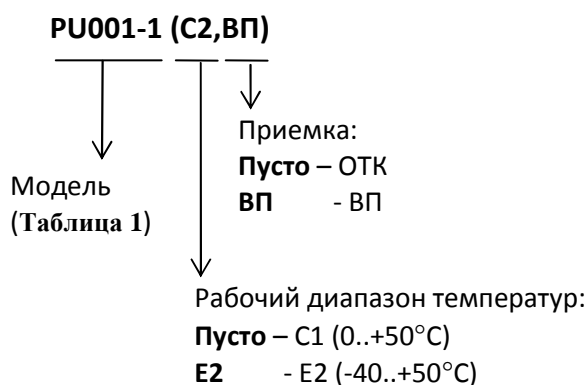 PU001-1 (С2,ВП)
Приемка:
Пусто – ОТК
ВП - ВП
Модель
(Таблица 1)
Рабочий диапазон температур:
Пусто – С1 (0..+50°С)
Е2 - Е2 (-40..+50°С)